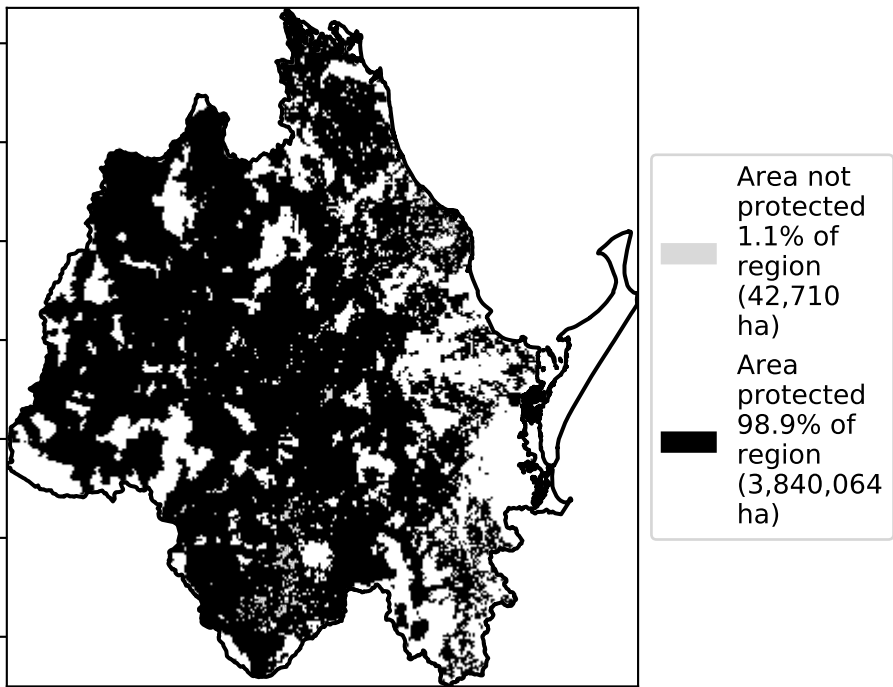 Area not
protected
1.1% of
region
(42,710
ha)
Area
protected
98.9% of
region
(3,840,064
ha)